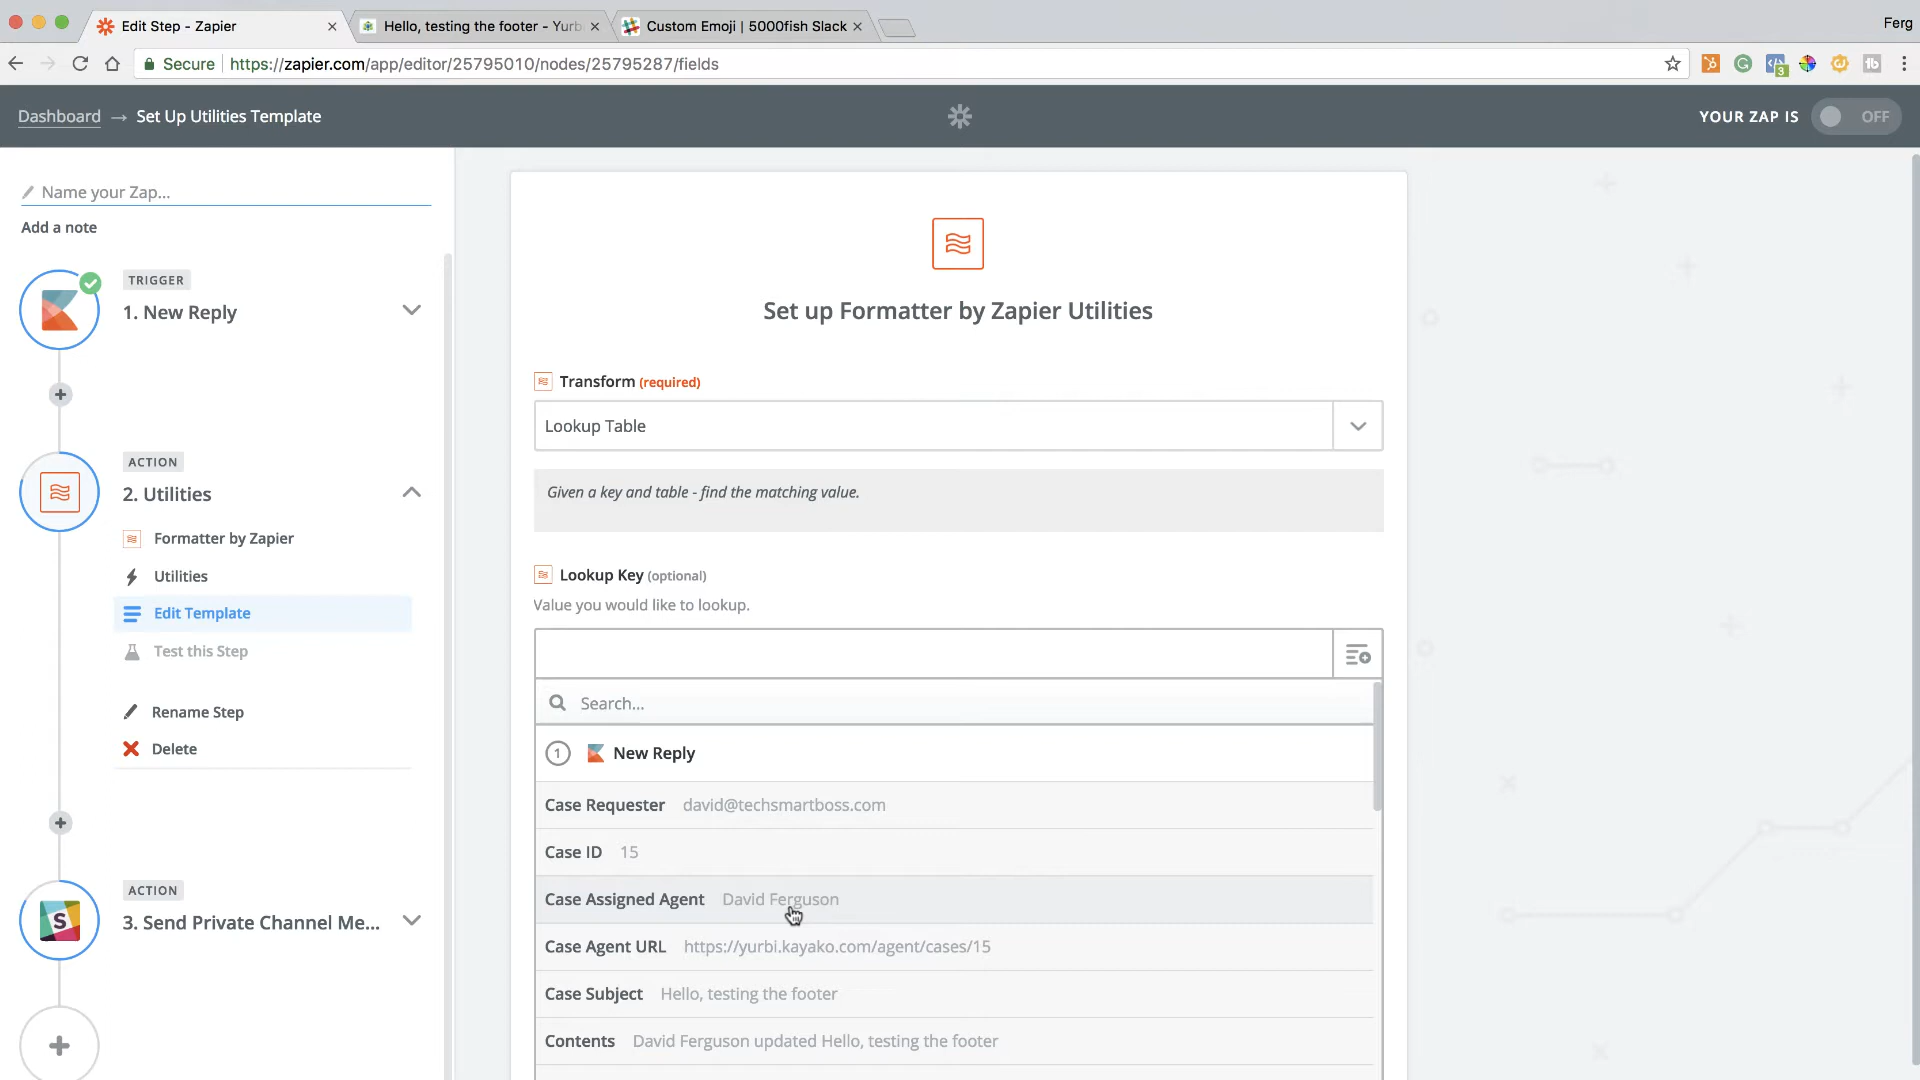 Edit Step - Zapier
Hello, testing the footer - Yurb
Custom Emoji | 5000fish Slack
Ferg
Secure
https://zapier.com/app/editor/25795010/nodes/25795287/fields
3
Dashboard → Set Up Utilities Template
YOUR ZAP IS
OFF
Name your Zap...
Add a note
TRIGGER
1. New Reply
ACTION
2. Utilities
Formatter by Zapier
Utilities
Edit Template
Test this Step
Rename Step
Delete
ACTION
3. Send Private Channel Me...
Set up Formatter by Zapier Utilities
Transform (required)
Lookup Table
Given a key and table - find the matching value.
Lookup Key (optional)
Value you would like to lookup.
Search...
1 New Reply
Case Requester david@techsmartboss.com
Case ID 15
Case Assigned Agent David Ferguson
Case Agent URL https://yurbi.kayako.com/agent/cases/15
Case Subject Hello, testing the footer
Contents David Ferguson updated Hello, testing the footer